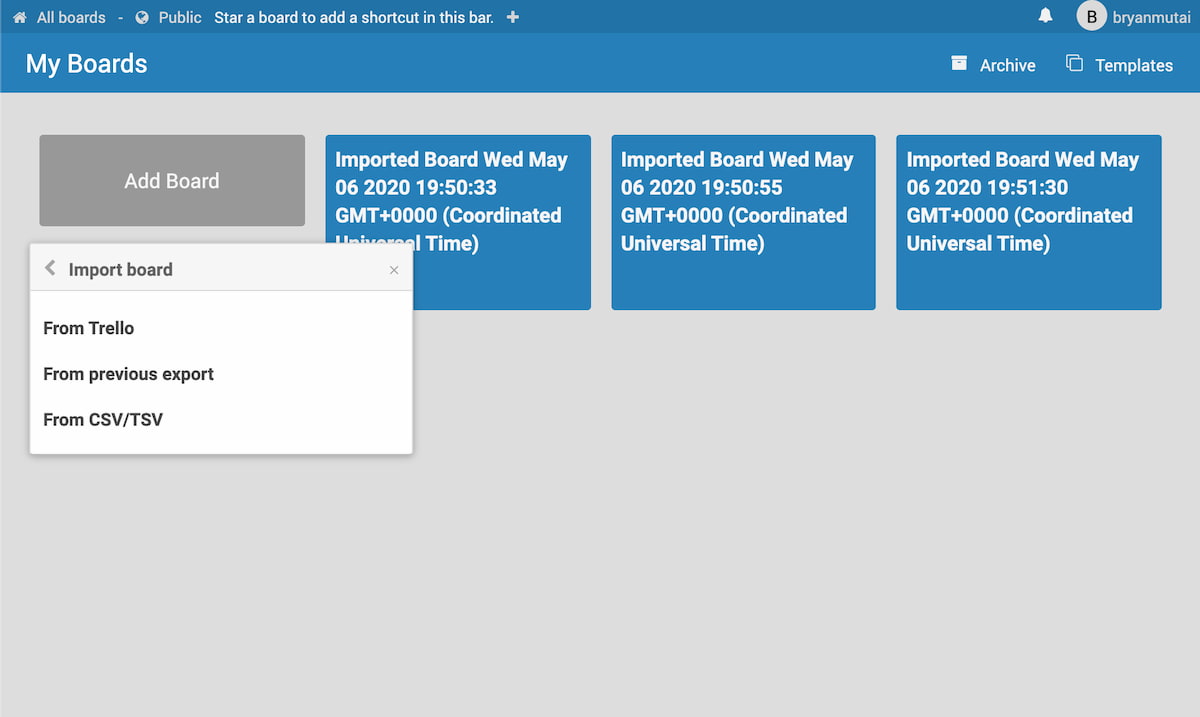 All boards - Public Star a board to add a shortcut in this bar.
B bryanmutai
My Boards
Archive
Templates
Add Board
Imported Board Wed May
06 2020 19:50:33
GMT+0000 (Coordinated
Universal Time)
Imported Board Wed May
06 2020 19:50:55
GMT+0000 (Coordinated
Universal Time)
Imported Board Wed May
06 2020 19:51:30
GMT+0000 (Coordinated
Universal Time)
Import board
From Trello
From previous export
From CSV/TSV